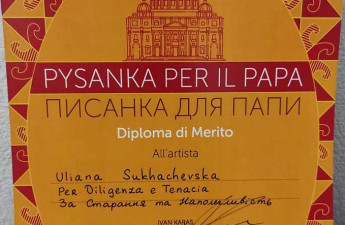 PYSANKA PER IL PAPA
ПИСАНКА ДЛЯ ПАПИ
Diploma di Merito
All'artista
Uliana Sukhachevska
Per Diligenza e Tenacia
За Старання та Наполегливість
IVAN KARAS